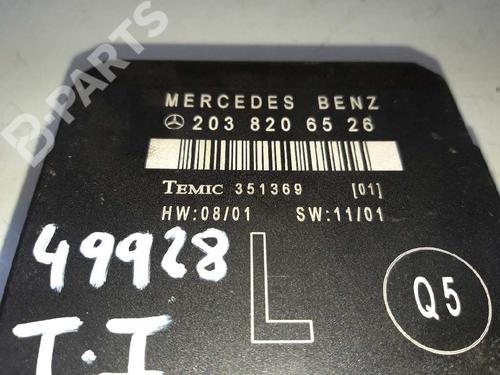 B-PARTS
MERCEDES BENZ
203 820 65 26
TEMIC 351369 [01]
HW:08/01 SW:11/01
49928
L
Q5
T.I